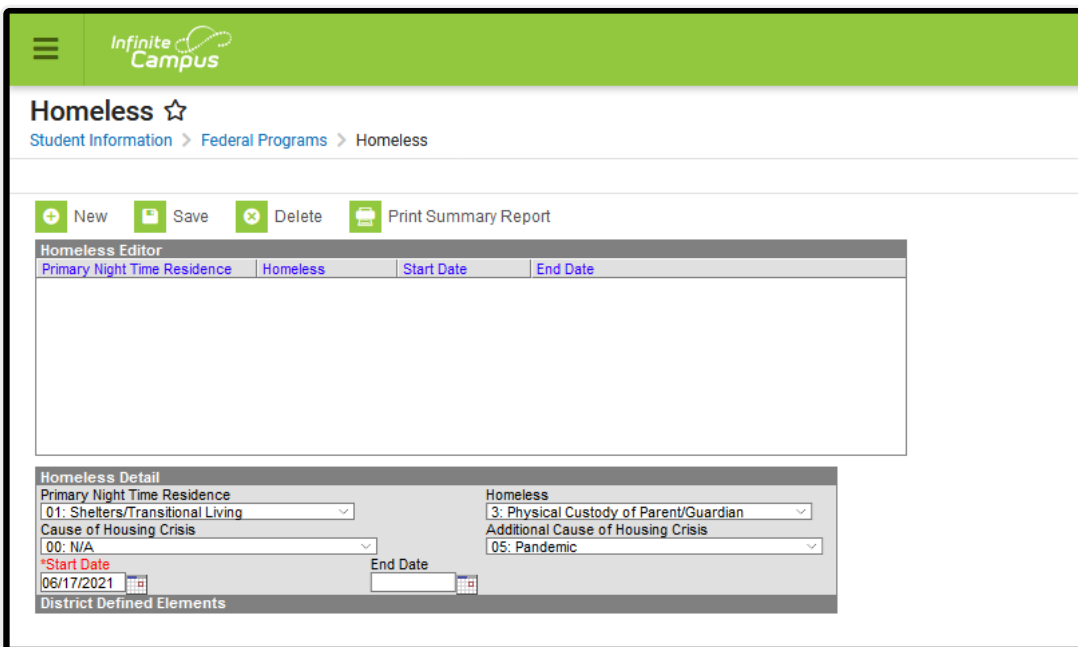 Infinite
Campus
Homeless
Student Information > Federal Programs > Homeless
New Save Delete Print Summary Report
Homeless Editor
Primary Night Time Residence Homeless Start Date End Date
Homeless Detail
Primary Night Time Residence Homeless
01: Shelters/Transitional Living 3: Physical Custody of Parent/Guardian
Cause of Housing Crisis Additional Cause of Housing Crisis
00: N/A 05: Pandemic
*Start Date End Date
06/17/2021
District Defined Elements